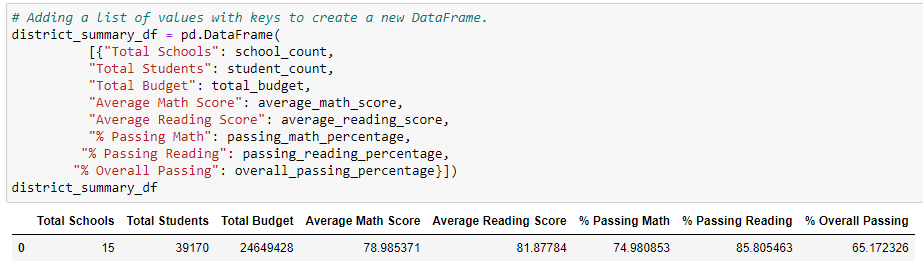 # Adding a list of values with keys to create a new DataFrame.
district_summary_df = pd.DataFrame(
[{"Total Schools": school_count,
"Total Students": student_count,
"Total Budget": total_budget,
"Average Math Score": average_math_score,
"Average Reading Score": average_reading_score,
"% Passing Math": passing_math_percentage,
"% Passing Reading": passing_reading_percentage,
"% Overall Passing": overall_passing_percentage}])
district_summary_df
Total Schools Total Students Total Budget Average Math Score Average Reading Score % Passing Math % Passing Reading % Overall Passing
0 15 39170 24649428 78.985371 81.87784 74.980853 85.805463 65.172326